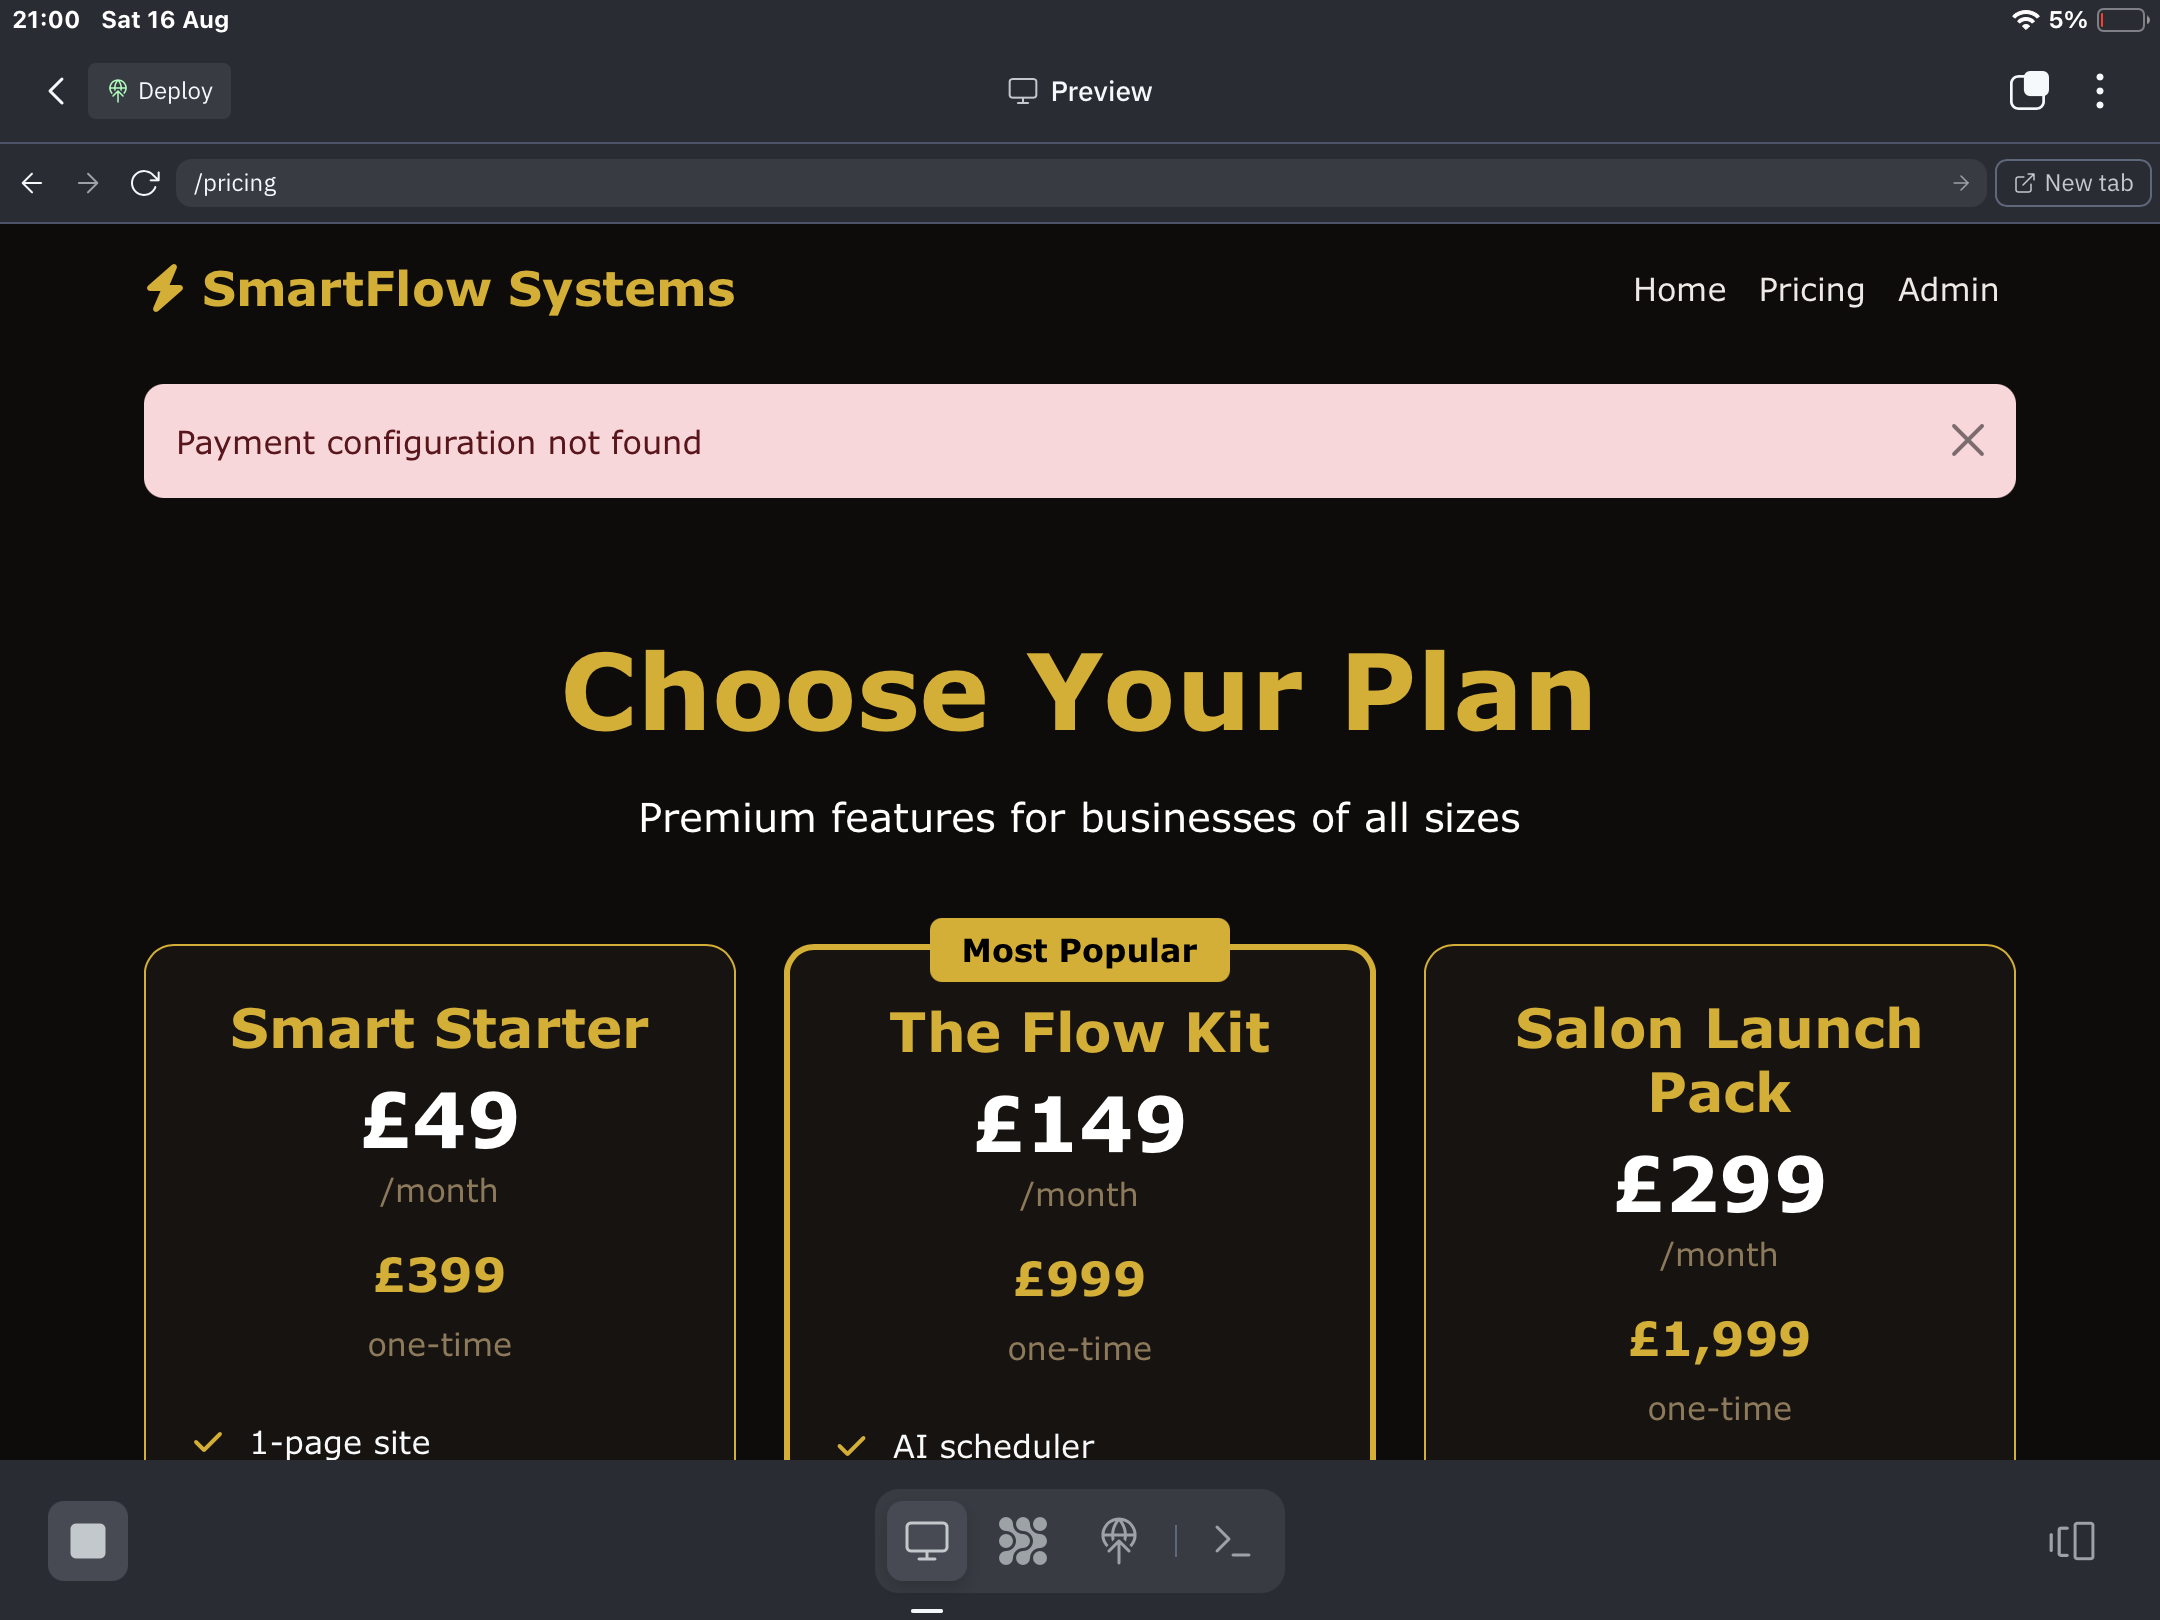 21:00 Sat 16 Aug
5%
Deploy
Preview
/pricing
New tab
SmartFlow Systems
Home Pricing Admin
Payment configuration not found
Choose Your Plan
Premium features for businesses of all sizes
Smart Starter
£49
/month
£399
one-time
1-page site
Most Popular
The Flow Kit
£149
/month
£999
one-time
AI scheduler
Salon Launch
Pack
£299
/month
£1,999
one-time